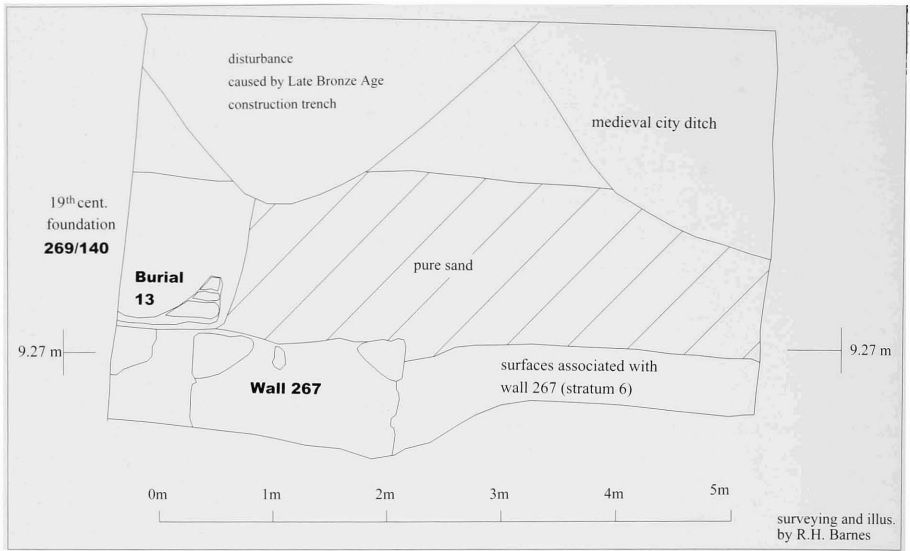 disturbance
caused by Late Bronze Age
construction trench
medieval city ditch
19th cent.
foundation
269/140
Burial
13
pure sand
9.27 m
9.27 m
surfaces associated with
wall 267 (stratum 6)
Wall 267
0m 1m 2m 3m 4m 5m
surveying and illus.
by R.H. Barnes